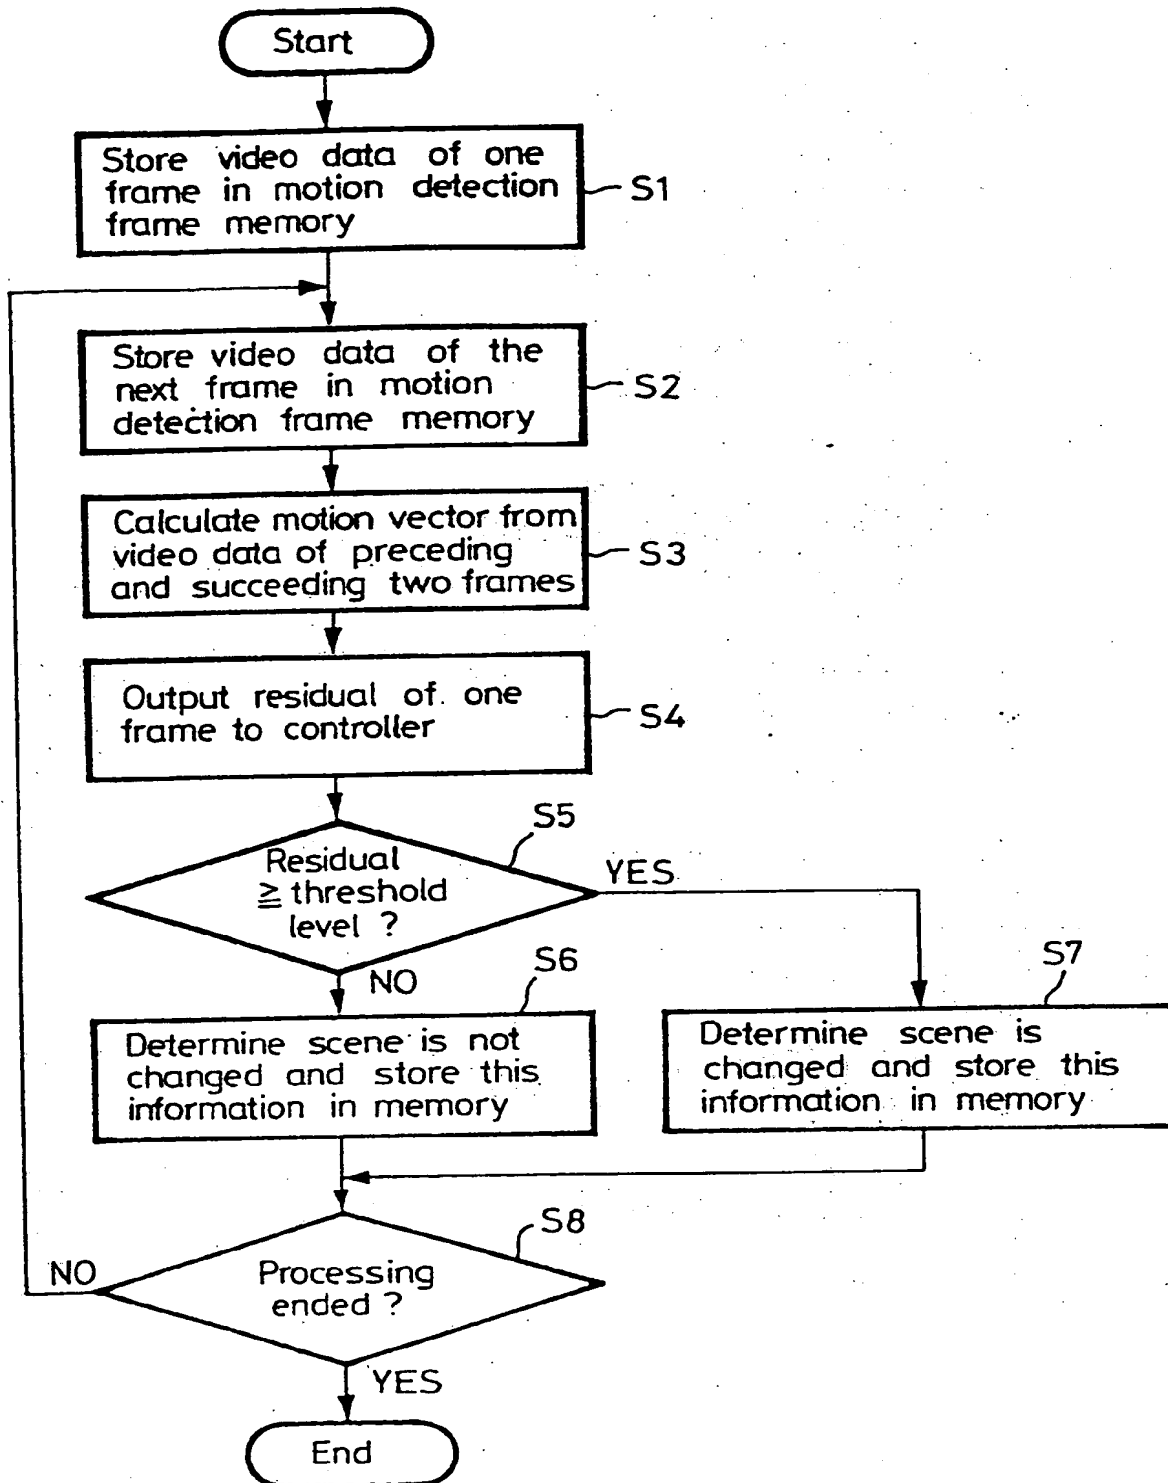 Start
Store video data of one
frame in motion detection
frame memory
S1
Store video data of the
next frame in motion
detection frame memory
S2
Calculate motion vector from
video data of preceding
and succeeding two frames
S3
Output residual of one
frame to controller
S4
S5
Residual
≧ threshold
level ?
YES
NO
S6
Determine scene is not
changed and store this
information in memory
S7
Determine scene is
changed and store this
information in memory
S8
Processing
ended ?
NO
YES
End